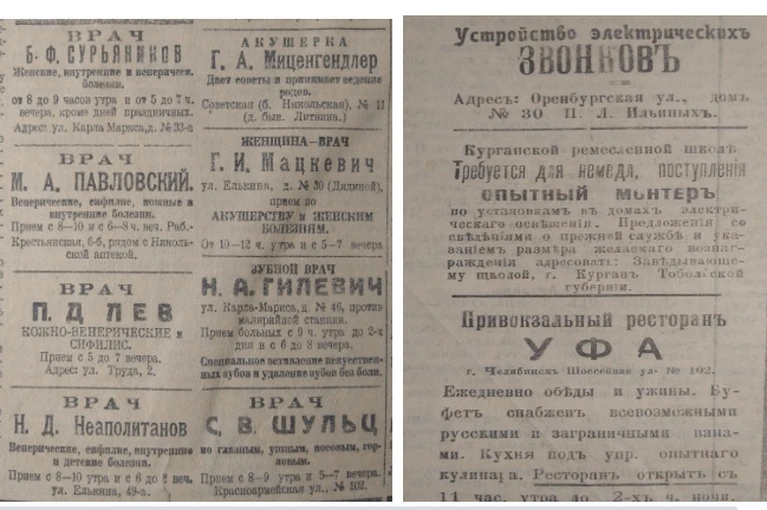 ВРАЧ
Б. Ф. СУРЬЯНИНОВ
Женские, внутренние и венерическ.
болезни.
от 8 до 9 часов утра и от 5 до 7 ч.
вечера, кроме дней праздничных.
Адрес: ул. Карла Маркса, д. № 33-а
ВРАЧ
М. А. ПАВЛОВСКИЙ.
Венерические, сифилис, кожные и
внутренние болезни.
Прием с 8—10 и с 6—8 ч. веч. Раб.-
Крестьянская, 6-б, рядом с Николь-
ской аптекой.
ВРАЧ
П. Д. ЛЕВ
КОЖНО-ВЕНЕРИЧЕСКИЕ и
СИФИЛИС.
Прием с 5 до 7 вечера.
Адрес: ул. Труда, 2.
ВРАЧ
Н. Д. Неаполитанов
Венерические, сифилис, внутренние
и детские болезни.
Прием с 8—10 утра и с 6 до 8 веч.
ул. Елькина, 49-а.
АКУШЕРКА
Г. А. Миценгендлер
Дает советы и принимает ведение
родов.
Советская (б. Никольская), № 11
(д. быв. Литвина.)
ЖЕНЩИНА—ВРАЧ
Г. И. Мацкевич
ул. Елькина, д. № 30 (Дядиной),
прием по
АКУШЕРСТВУ и ЖЕНСКИМ
БОЛЕЗНЯМ.
От 10—12 ч. утра и с 5—7 вечера
ЗУБНОЙ ВРАЧ
Н. А. ГИЛЕВИЧ
ул. Карла-Маркса, д. № 46, против
малярийной станции.
Прием больных с 9 ч. утра до 2-х
дня и с 6 до 8 вечера.
Специальное вставление искуствен-
ных зубов и удаление зубов без боли.
ВРАЧ
С. В. ШУЛЬЦ
по глазным, ушным, носовым, гор-
ловым.
Прием с 8—9 утра и 5—7 вечера.
Красноармейская ул., № 102.
Устройство электрическихъ
ЗВОНКОВЪ
Адресъ: Оренбургская ул., домъ
№ 30 П. Л. Ильиныхъ.
Курганской ремесленной школѣ
Требуется для немедл. поступленія
ОПЫТНЫЙ МОНТЕРЪ
по установкамъ въ домахъ электри-
ческаго освѣщенія. Предложенія со
свѣдѣніями о прежней службѣ и ука-
заніемъ размѣра желаемаго вознаг-
ражденія адресовать: Завѣдывающе-
му школой, г. Курганъ Тобольской
губерніи.
Привокзальный ресторанъ
УФА
г. Челябинск Шоссейная ул. № 102.
Ежедневно обѣды и ужины. Бу-
фетъ снабженъ всевозможными
русскими и заграничными вина-
ми. Кухня подъ упр. опытнаго
кулинара. Ресторанъ открытъ съ
11 час. утра до 2-хъ ч. ночи.